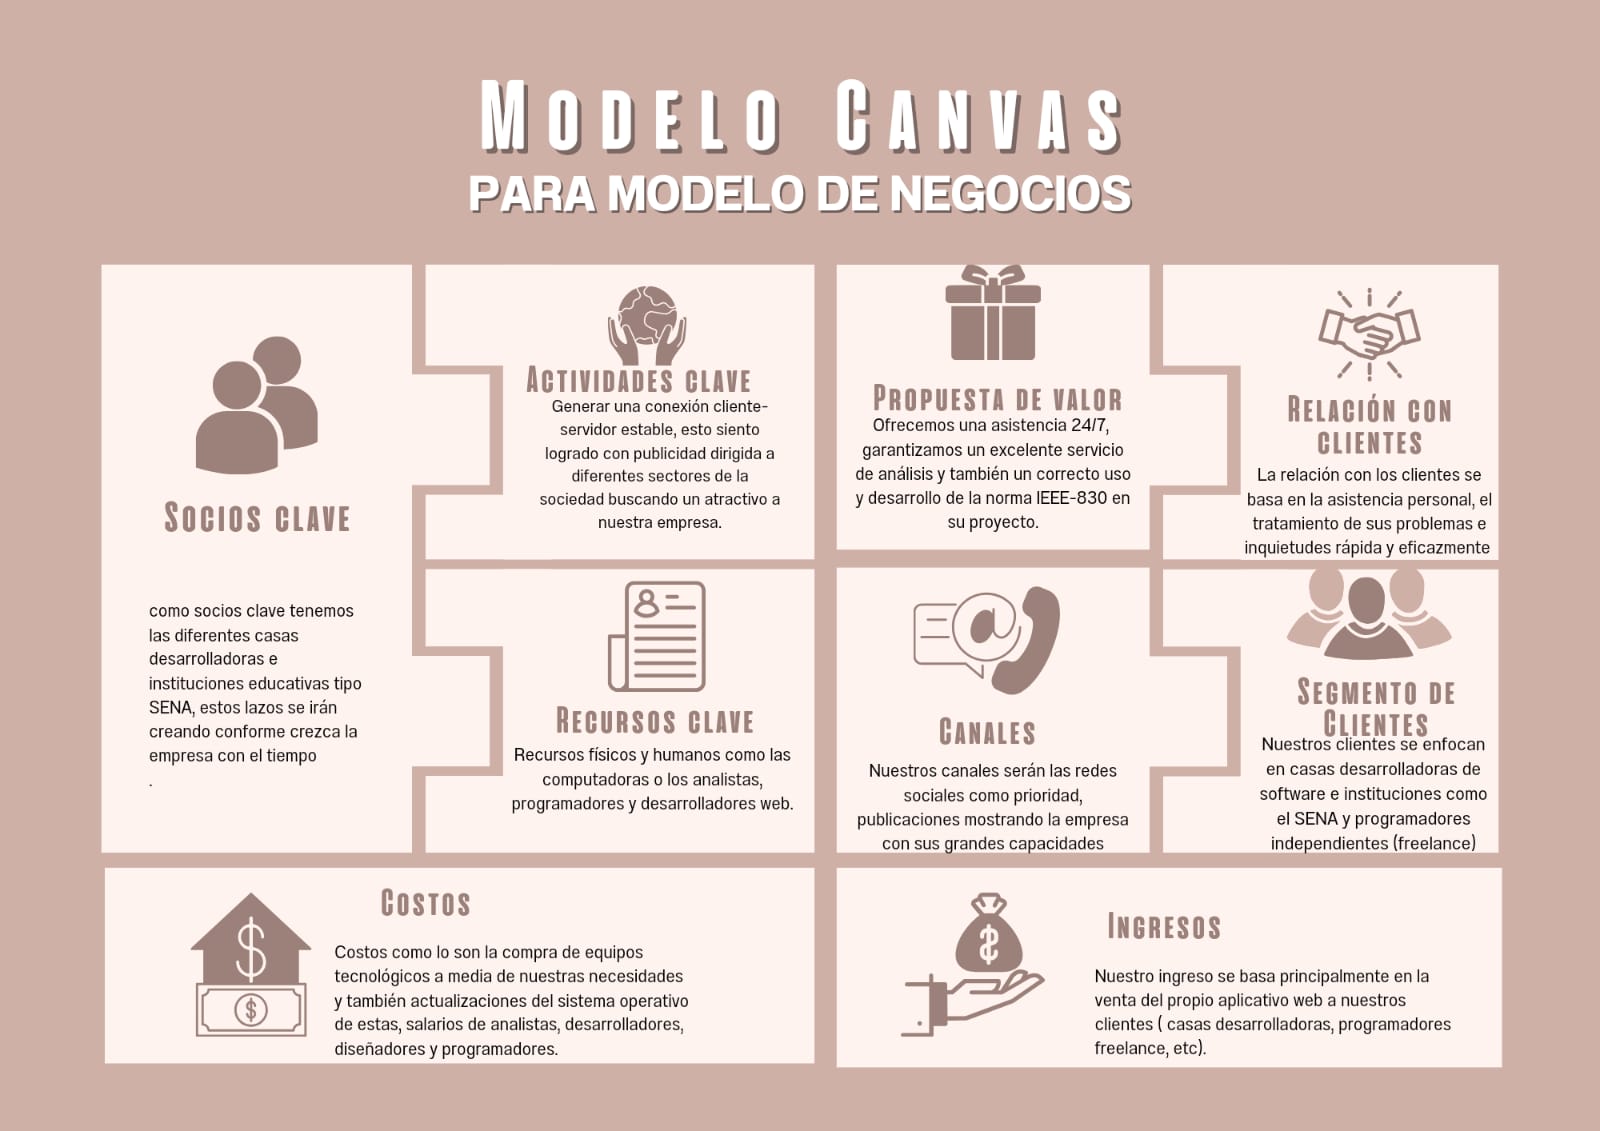 Modelo Canvas
PARA MODELO DE NEGOCIOS
Socios clave
como socios clave tenemos
las diferentes casas
desarrolladoras e
instituciones educativas tipo
SENA, estos lazos se irán
creando conforme crezca la
empresa con el tiempo
.
Actividades clave
Generar una conexión cliente-
servidor estable, esto siento
logrado con publicidad dirigida a
diferentes sectores de la
sociedad buscando un atractivo a
nuestra empresa.
Recursos clave
Recursos físicos y humanos como las
computadoras o los analistas,
programadores y desarrolladores web.
Propuesta de valor
Ofrecemos una asistencia 24/7,
garantizamos un excelente servicio
de análisis y también un correcto uso
y desarrollo de la norma IEEE-830 en
su proyecto.
Canales
Nuestros canales serán las redes
sociales como prioridad,
publicaciones mostrando la empresa
con sus grandes capacidades
Relación con
clientes
La relación con los clientes se
basa en la asistencia personal, el
tratamiento de sus problemas e
inquietudes rápida y eficazmente
Segmento de
Clientes
Nuestros clientes se enfocan
en casas desarrolladoras de
software e instituciones como
el SENA y programadores
independientes (freelance)
Costos
Costos como lo son la compra de equipos
tecnológicos a media de nuestras necesidades
y también actualizaciones del sistema operativo
de estas, salarios de analistas, desarrolladores,
diseñadores y programadores.
Ingresos
Nuestro ingreso se basa principalmente en la
venta del propio aplicativo web a nuestros
clientes ( casas desarrolladoras, programadores
freelance, etc).